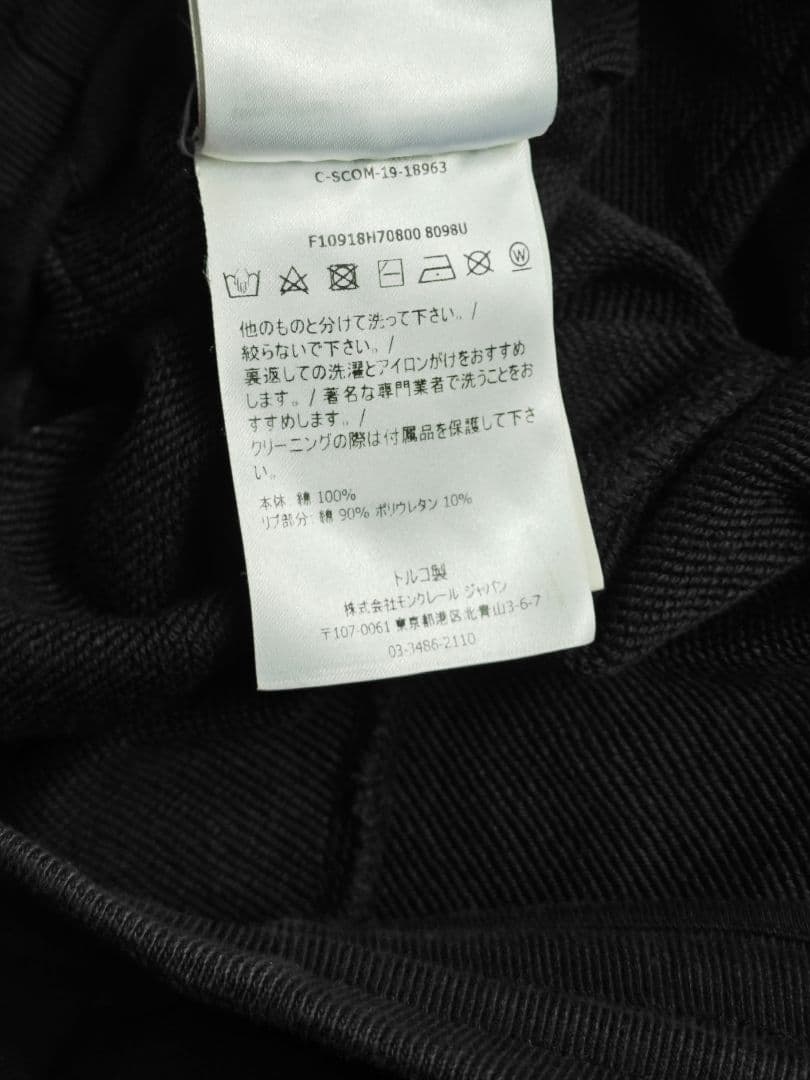 C-SCOM-19-18963
F10918H70800 8098U
W
他のものと分けて洗って下さい。/
絞らないで下さい。/
裏返しての洗濯とアイロンがけをおすすめ
します。/ 著名な専門業者で洗うことをお
すすめします。/
クリーニングの際は付属品を保護して下さ
い。
本体 綿 100%
リブ部分: 綿 90% ポリウレタン 10%
トルコ製
株式会社モンクレール ジャパン
〒107-0061 東京都港区北青山3-6-7
03-3486-2110